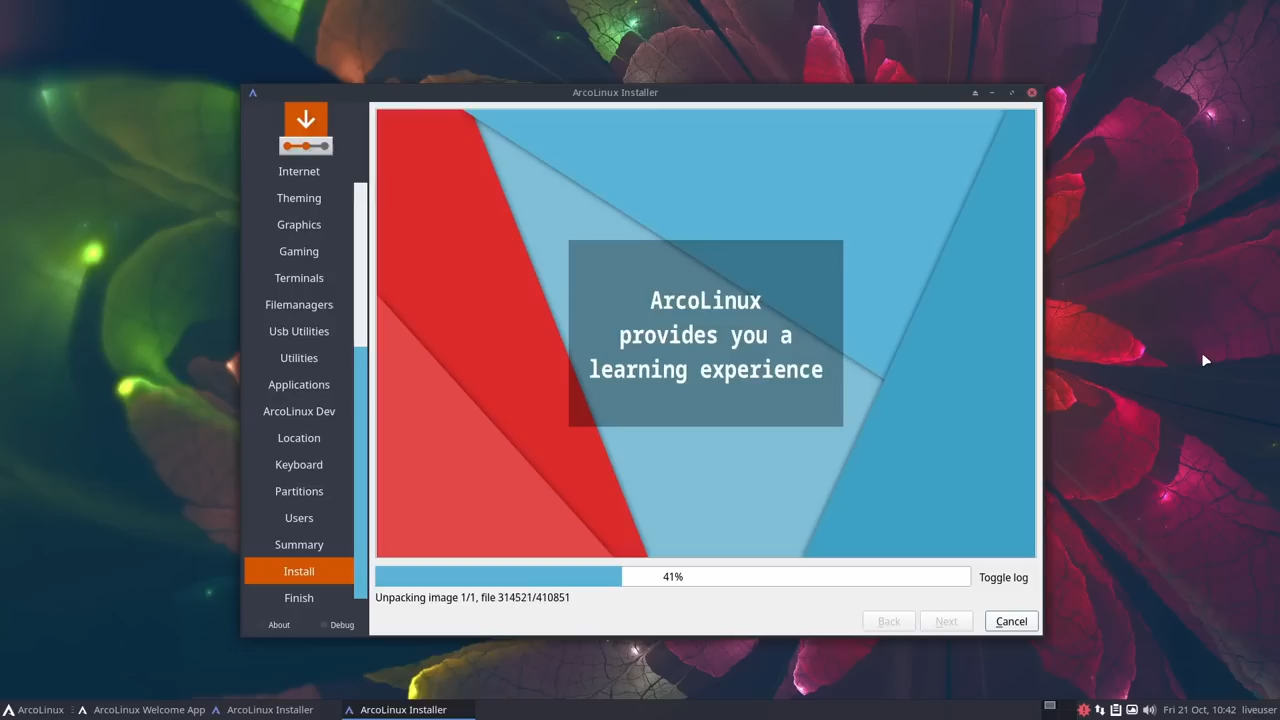 ArcoLinux Installer
Internet
Theming
Graphics
Gaming
Terminals
Filemanagers
Usb Utilities
Utilities
Applications
ArcoLinux Dev
Location
Keyboard
Partitions
Users
Summary
Install
Finish
About
Debug
ArcoLinux
provides you a
learning experience
41%
Toggle log
Unpacking image 1/1, file 314521/410851
Back
Next
Cancel
ArcoLinux
ArcoLinux Welcome App
ArcoLinux Installer
ArcoLinux Installer
Fri 21 Oct, 10:42
liveuser